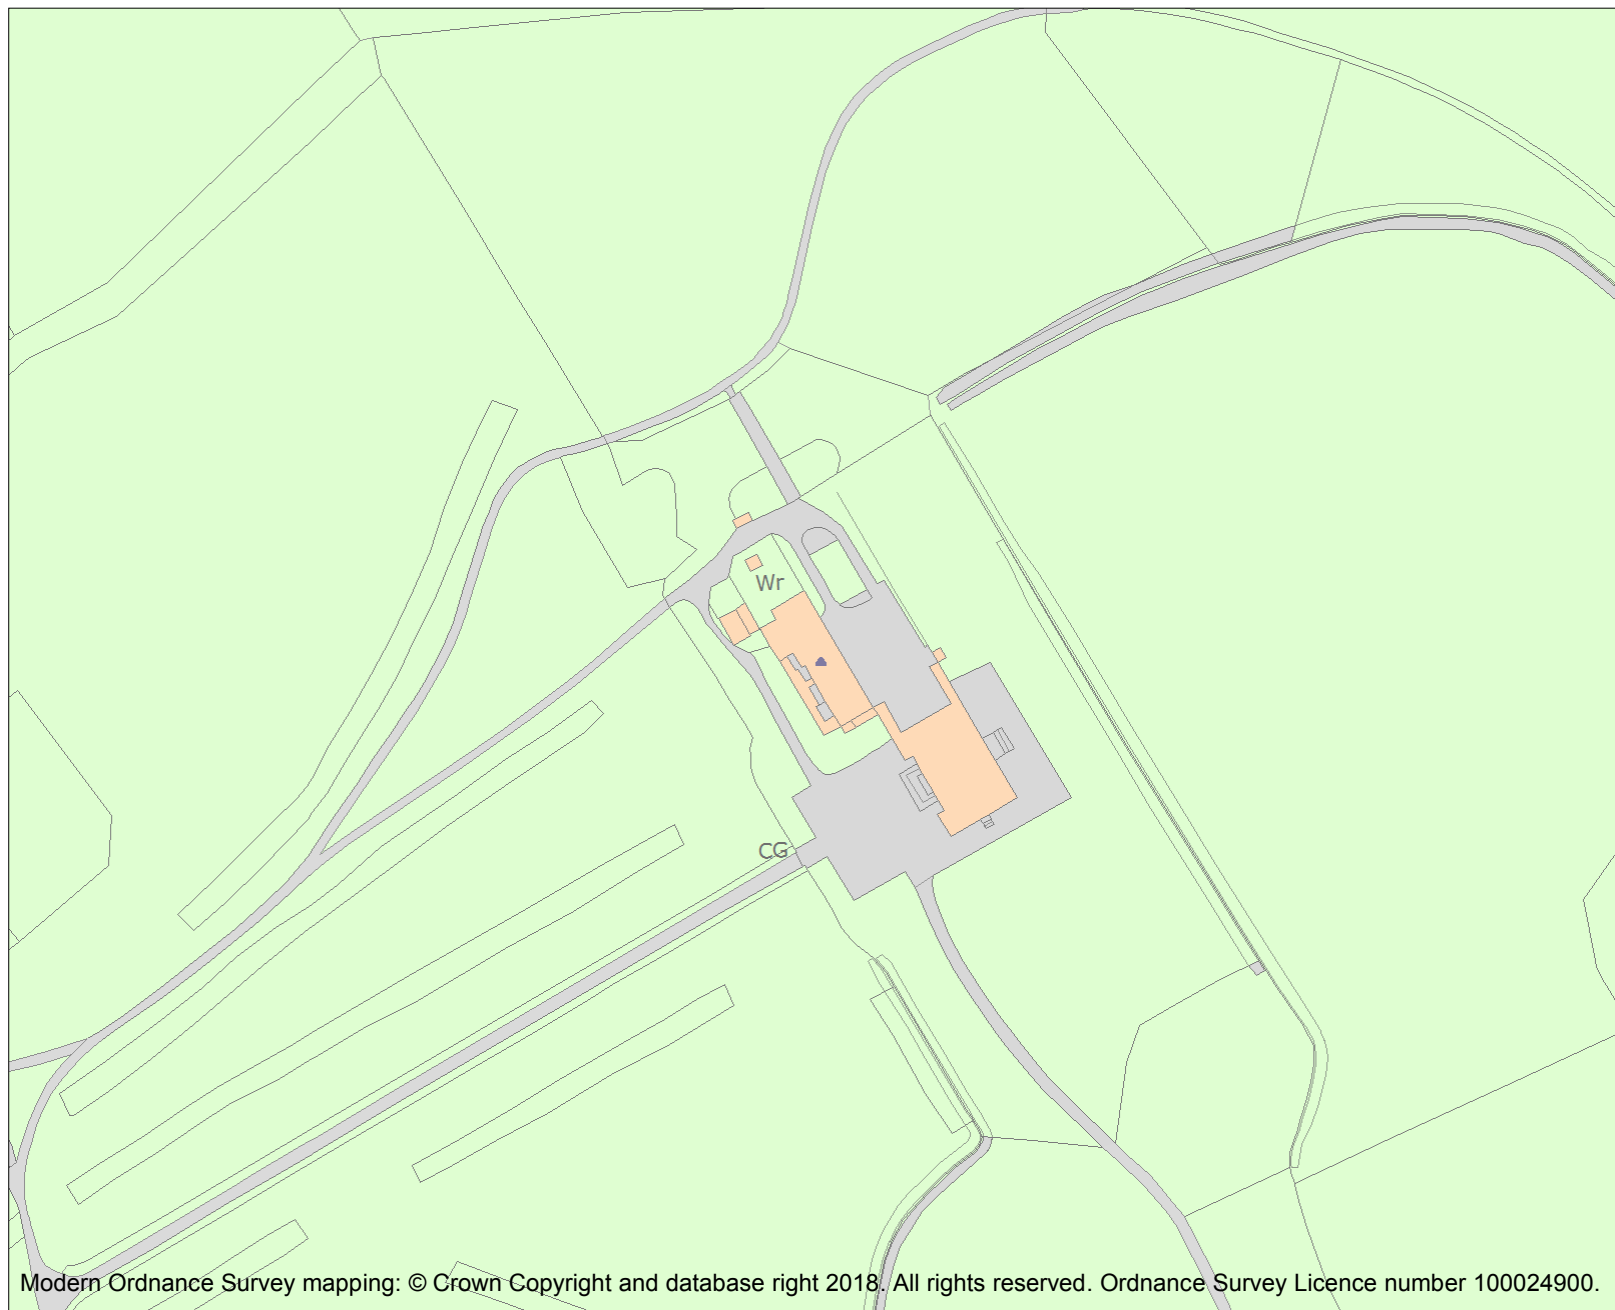 Wr
CG
Modern Ordnance Survey mapping: © Crown Copyright and database right 2018. All rights reserved. Ordnance Survey Licence number 100024900.